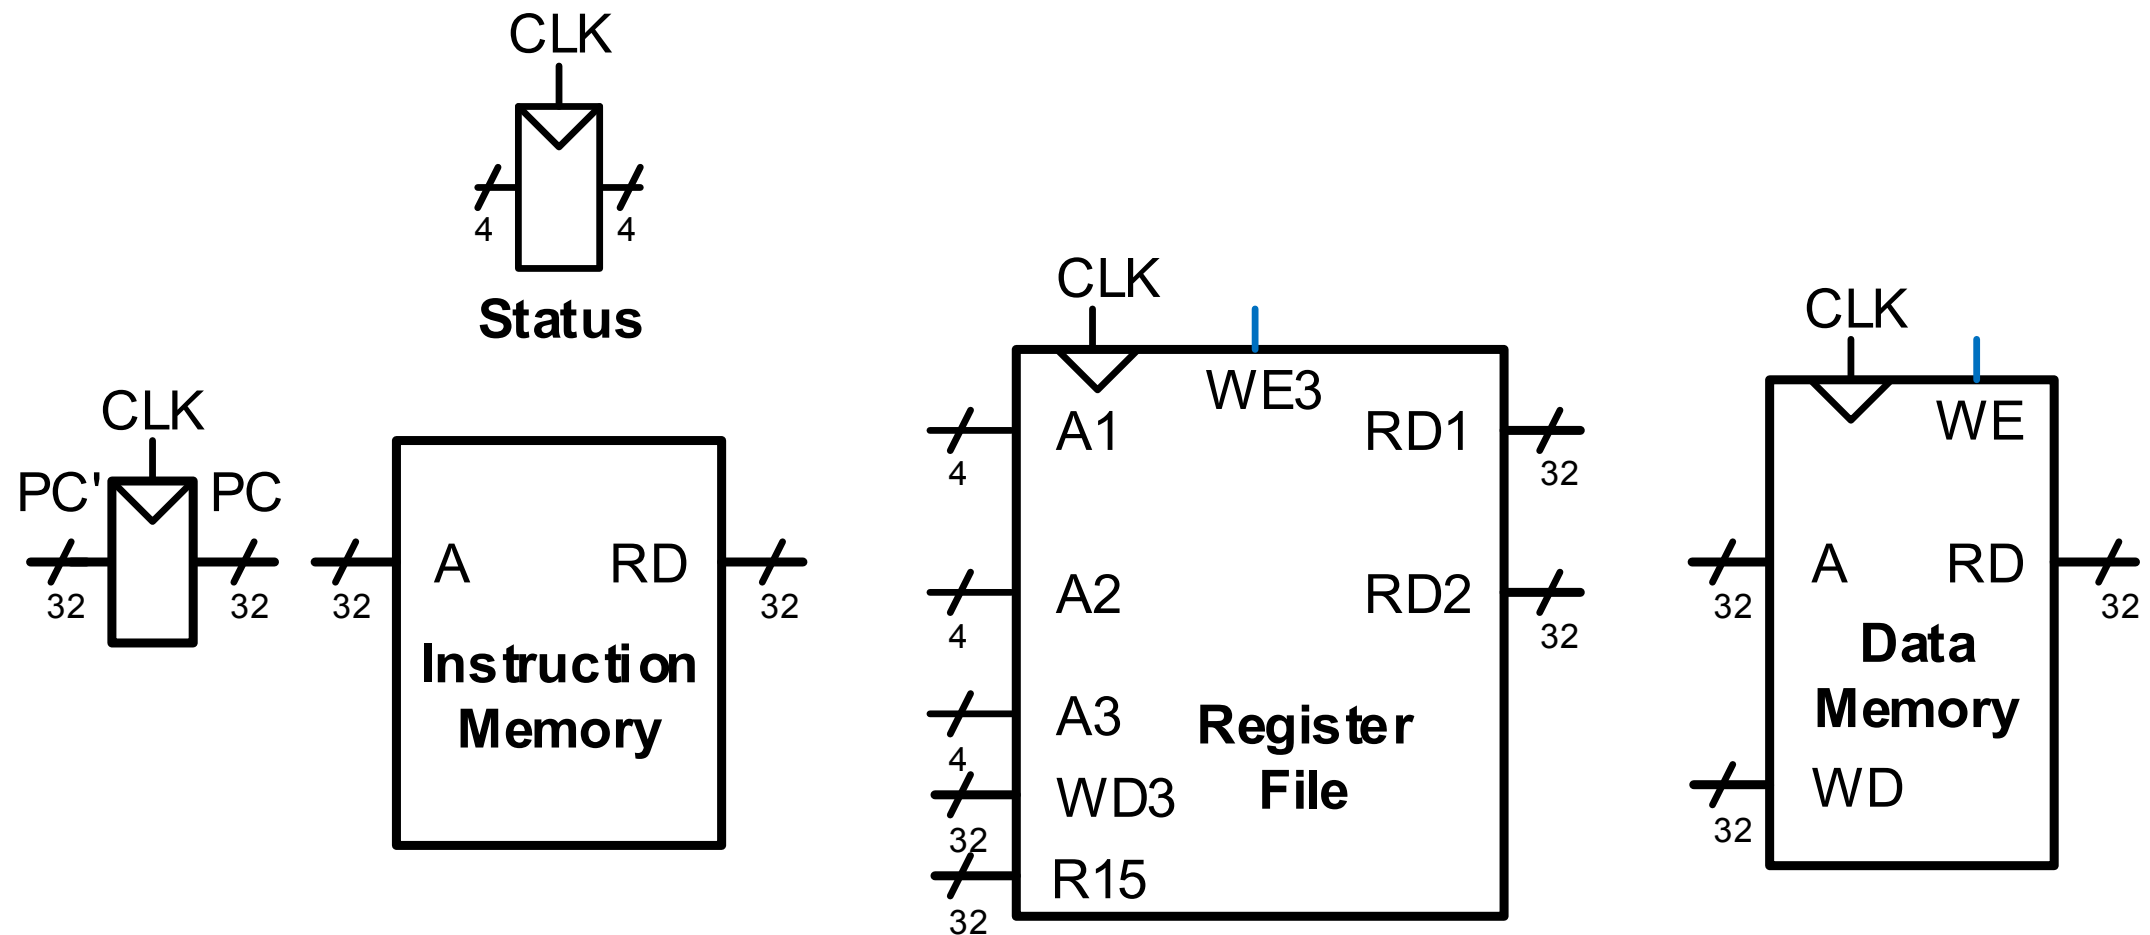 CLK
4
4
Status
CLK
PC'
PC
32
32
A
RD
32
32
Instruction
Memory
CLK
WE3
A1
RD1
4
32
A2
RD2
4
32
A3
4
WD3
32
R15
32
Register
File
CLK
WE
A
RD
32
32
Data
Memory
WD
32